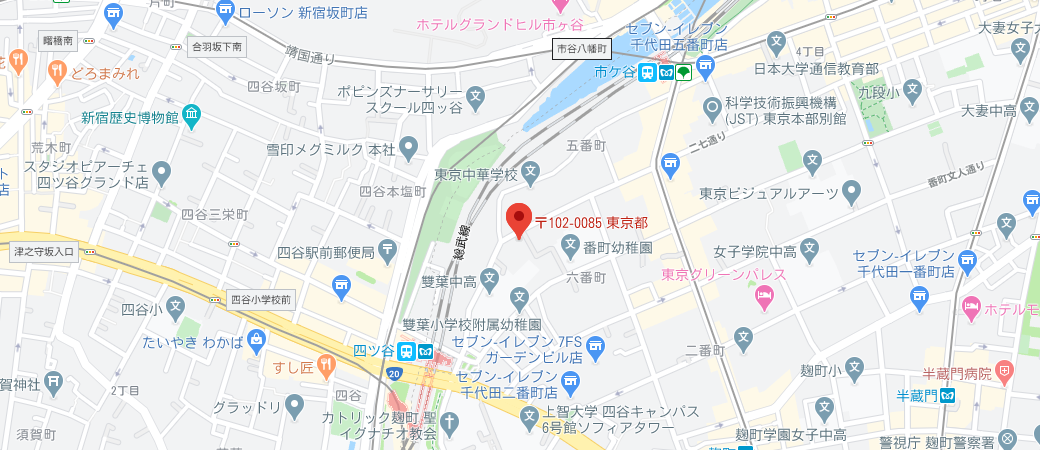 片町
ローソン 新宿坂町店
ホテルグランドヒル市ヶ谷
セブン-イレブン
千代田五番町店
大妻女子大
曙橋南
合羽坂下南
靖国通り
市谷八幡町
4丁目
どろまみれ
四谷坂町
ポピンズナーサリー
スクール四ッ谷
市ケ谷
日本大学通信教育部
九段小
新宿歴史博物館
科学技術振興機構
(JST) 東京本部別館
大妻中高
荒木町
雪印メグミルク 本社
五番町
二七通り
スタジオピアーチェ
四ツ谷グランド店
四谷本塩町
東京中華学校
東京ビジュアルアーツ
番町文人通り
四谷三栄町
〒102-0085 東京都
総武線
津之守坂入口
四谷駅前郵便局
番町幼稚園
女子学院中高
セブン-イレブン
千代田一番町店
雙葉中高
六番町
東京グリーンパレス
四谷小
四谷小学校前
雙葉小学校付属幼稚園
ホテルモ
たいやき わかば
四ツ谷
セブン-イレブン 7FS
ガーデンビル店
二番町
すし匠
20
セブン-イレブン
千代田二番町店
麹町小
半蔵門病院
賀神社
2丁目
四谷
グラッドリ
半蔵門
カトリック麹町 聖
イグナチオ教会
上智大学 四谷キャンパス
6号館ソフィアタワー
須賀町
麹町学園女子中高
警視庁 麹町警察署